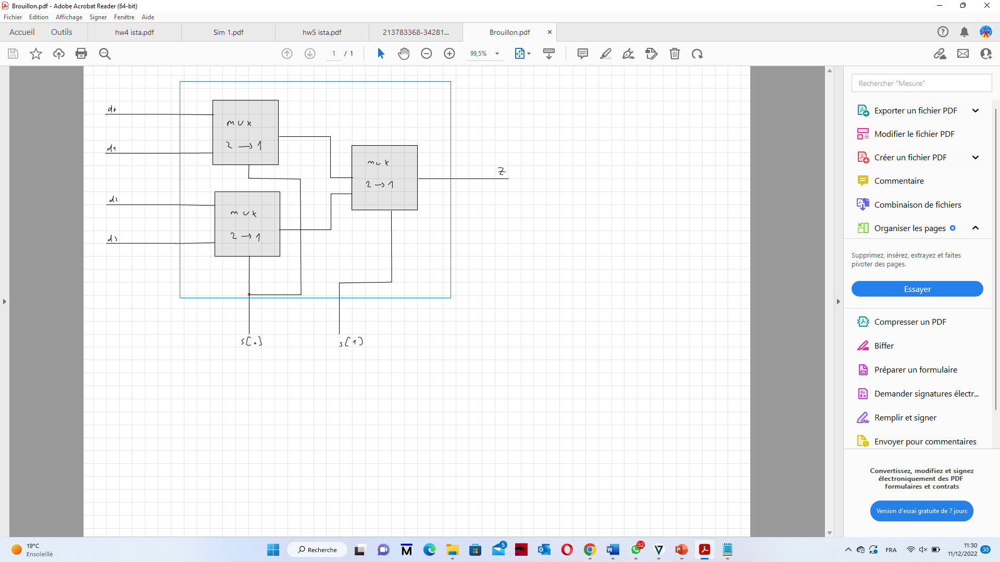 Brouillon.pdf - Adobe Acrobat Reader (64-bit)
Fichier Edition Affichage Signer Fenêtre Aide
Accueil Outils hw4 ista.pdf Sim 1.pdf hw5 ista.pdf 213783368-34281... Brouillon.pdf ×
1 / 1 99,5%
Rechercher "Mesure"
Exporter un fichier PDF
Modifier le fichier PDF
Créer un fichier PDF
Commentaire
Combinaison de fichiers
Organiser les pages
Supprimez, insérez, extrayez et faites
pivoter des pages.
Essayer
Compresser un PDF
Biffer
Préparer un formulaire
Demander signatures électr...
Remplir et signer
Envoyer pour commentaires
Convertissez, modifiez et signez
électroniquement des PDF
formulaires et contrats
Version d'essai gratuite de 7 jours
d0
d1
mux
2 → 1
d2
d3
mux
2 → 1
mux
2 → 1
Z
s[0]
s[1]
19°C
Ensoleillé
Recherche
5
52
FRA
11:30
11/12/2022
30